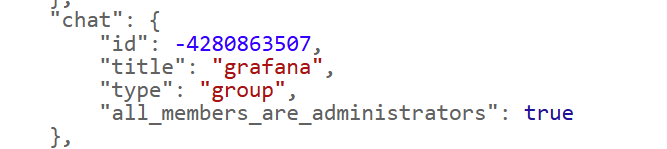 },
"chat": {
"id": -4280863507,
"title": "grafana",
"type": "group",
"all_members_are_administrators": true
},